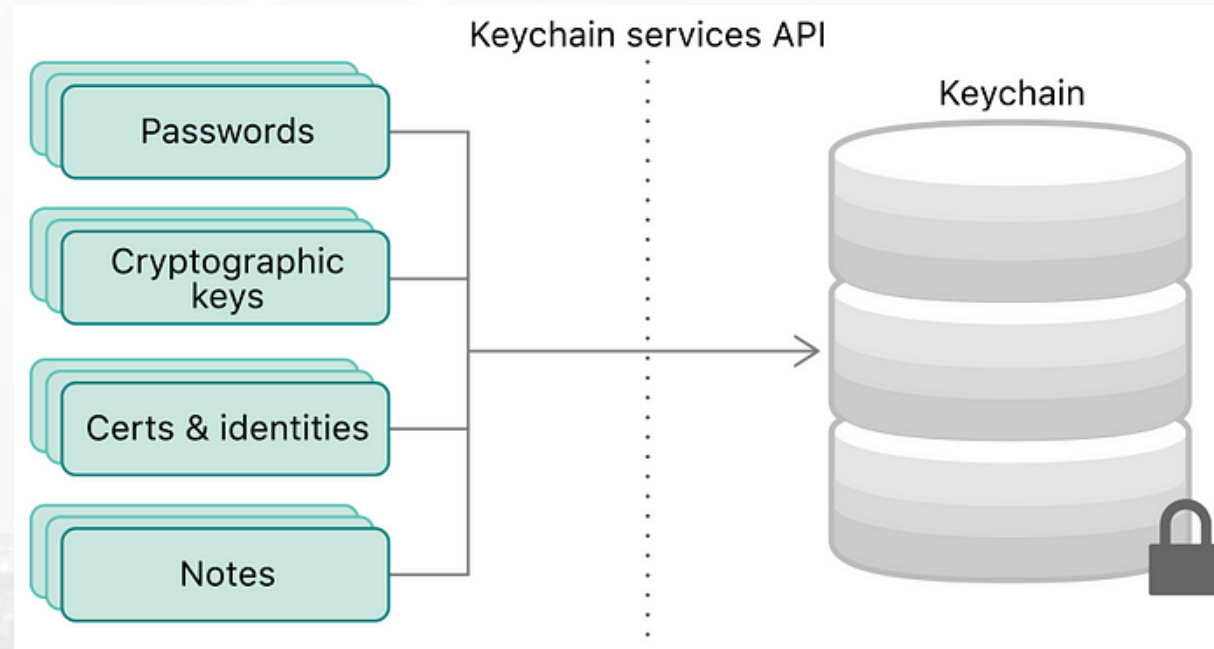 Keychain services API
Keychain
Passwords
Cryptographic
keys
Certs & identities
Notes